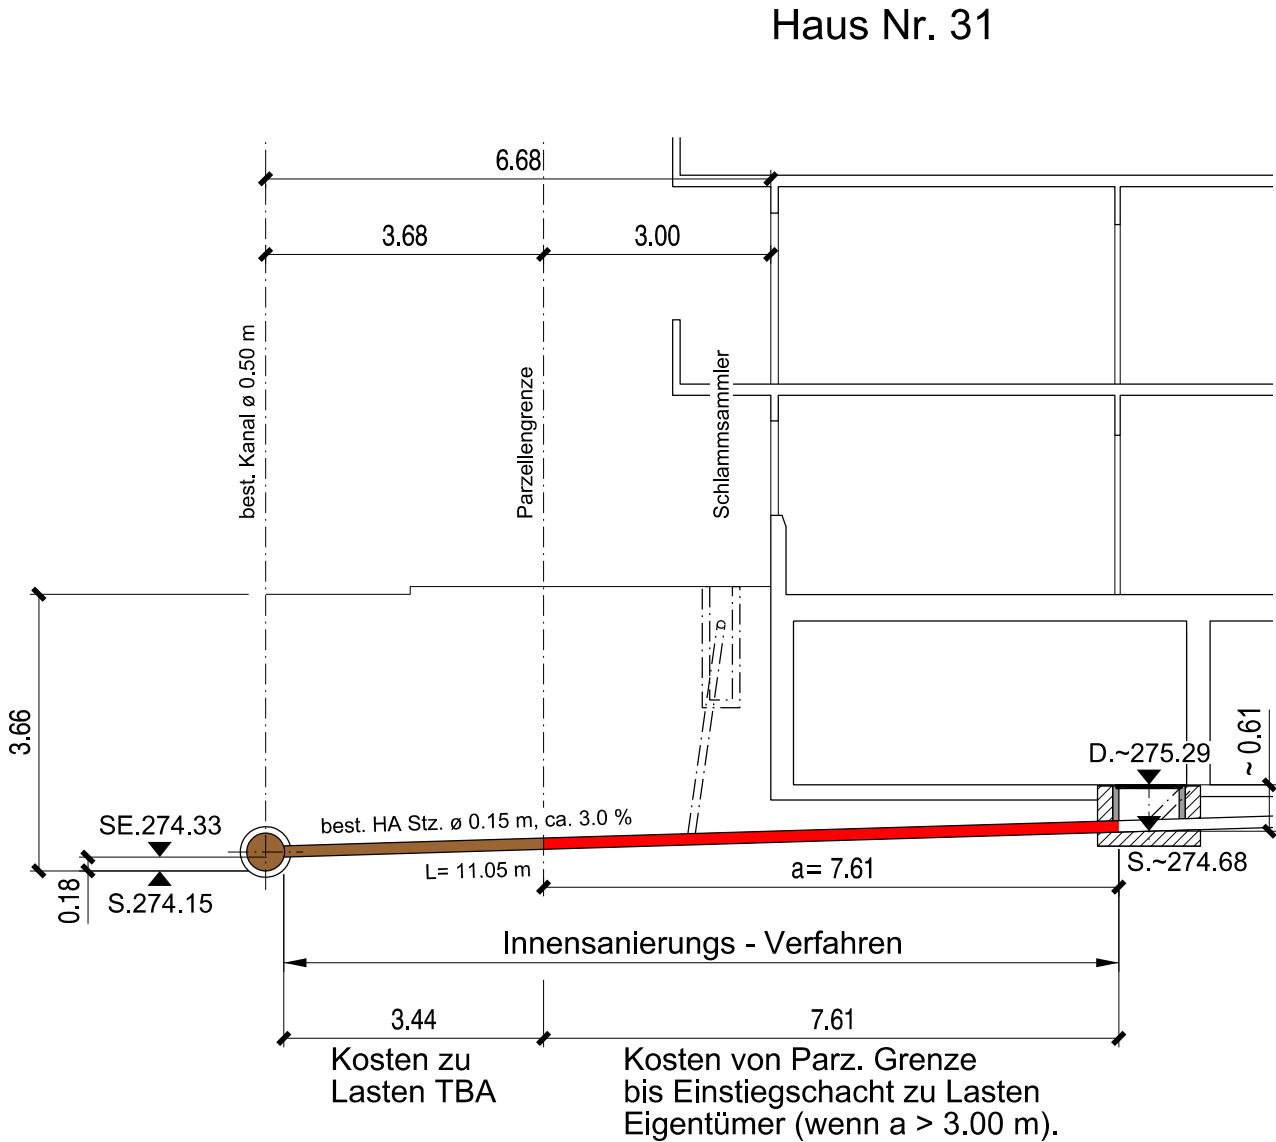 Haus Nr. 31
6.68
3.68
3.00
best. Kanal ø 0.50 m
Parzellengrenze
Schlammsammler
3.66
D.~275.29
~ 0.61
SE.274.33
best. HA Stz. ø 0.15 m, ca. 3.0 %
L= 11.05 m
a= 7.61
S.~274.68
0.18
S.274.15
Innensanierungs - Verfahren
3.44
7.61
Kosten zu
Lasten TBA
Kosten von Parz. Grenze
bis Einstiegschacht zu Lasten
Eigentümer (wenn a > 3.00 m).